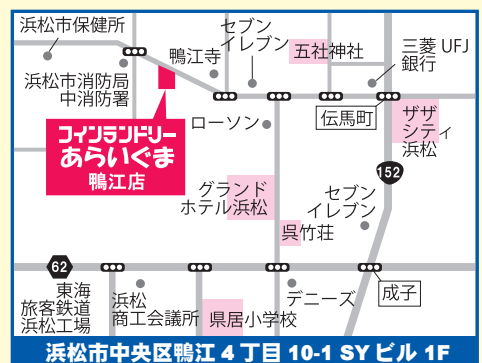 浜松市保健所
セブン
イレブン
鴨江寺
五社神社
三菱 UFJ
銀行
浜松市消防局
中消防署
ローソン
伝馬町
ザザ
シティ
浜松
コインランドリー
あらいぐま
鴨江店
152
グランド
ホテル浜松
セブン
イレブン
呉竹荘
62
東海
旅客鉄道
浜松工場
浜松
商工会議所
県居小学校
デニーズ
成子
浜松市中央区鴨江 4 丁目 10-1 SY ビル 1F